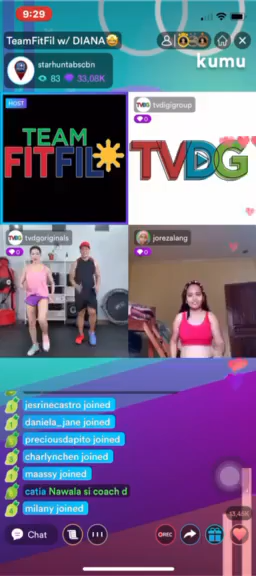 9:29
TeamFitFil w/ DIANA🤩
kumu
starhuntabscbn
83 33,08K
HOST
TEAM
FITFIL
tvdgigroup
0
TVDG
tvdgoriginals
0
jorezalang
0
jesrinecastro joined
daniela_jane joined
preciousdapito joined
charlynchen joined
maassy joined
catia Nawala si coach d
milany joined
Chat
REC